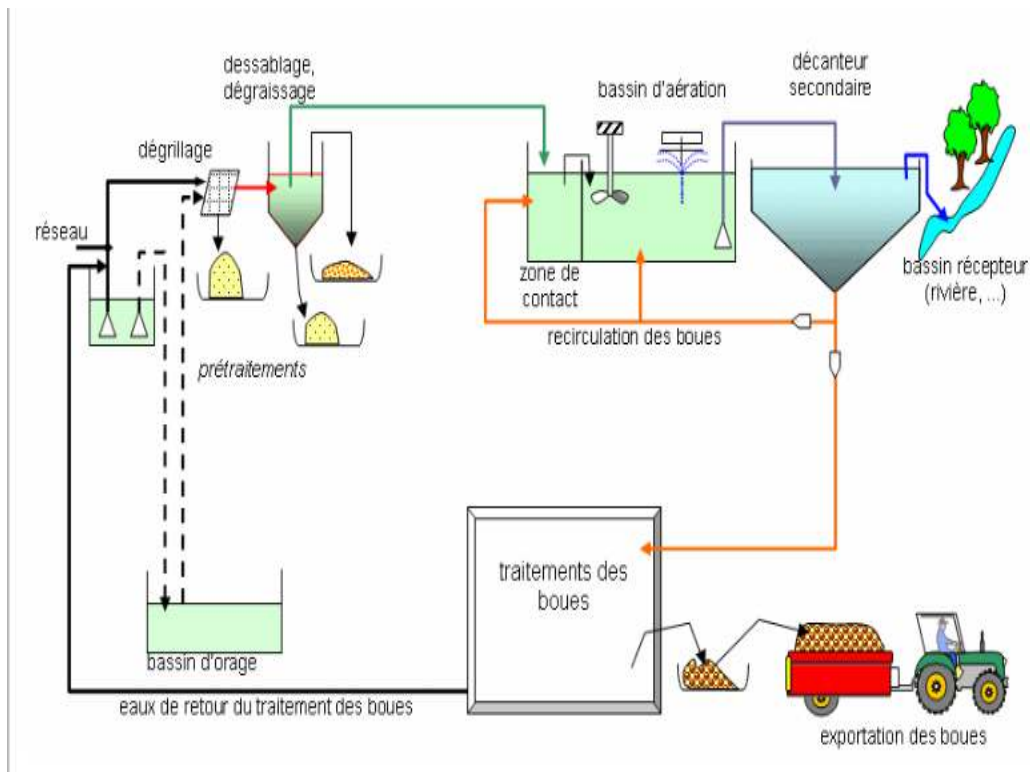 dessablage,
dégraissage
décanteur
secondaire
bassin d'aération
dégrillage
réseau
zone de
contact
bassin récepteur
(rivière, ...)
recirculation des boues
prétraitements
traitements des
boues
bassin d'orage
eaux de retour du traitement des boues
exportation des boues